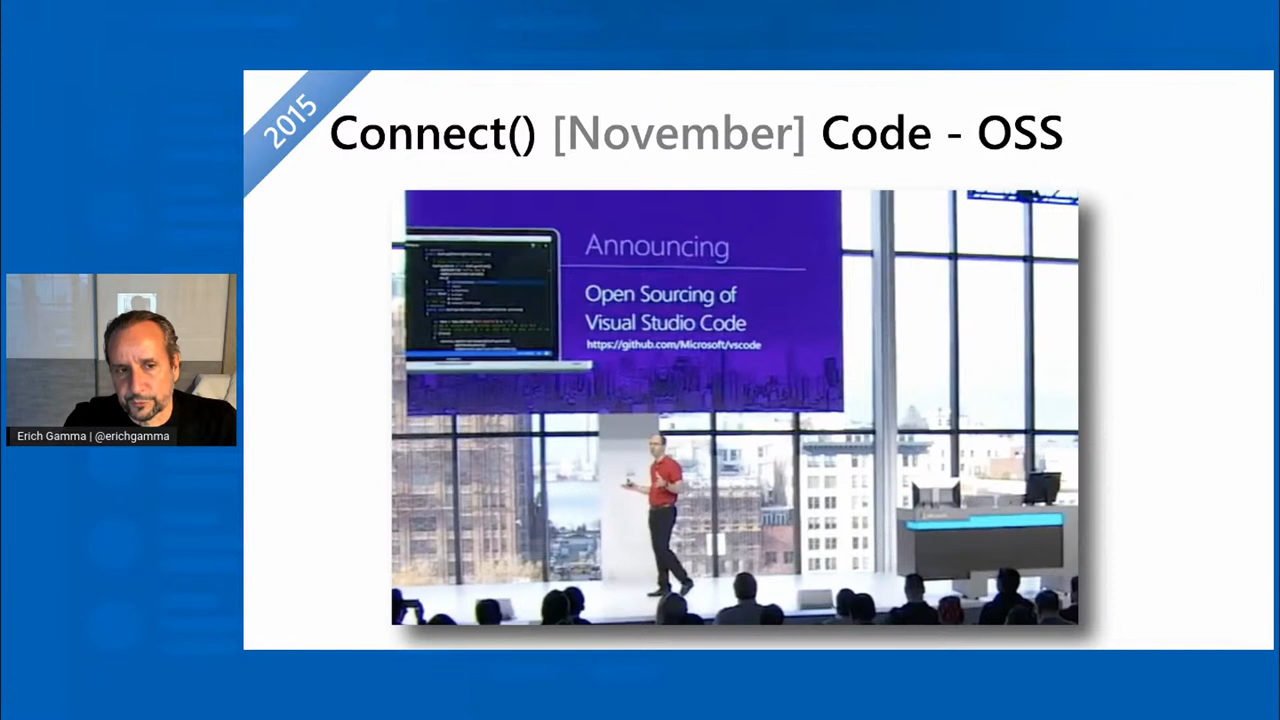 2015
Connect() [November] Code - OSS
Announcing
Open Sourcing of
Visual Studio Code
https://github.com/Microsoft/vscode
Erich Gamma | @erichgamma